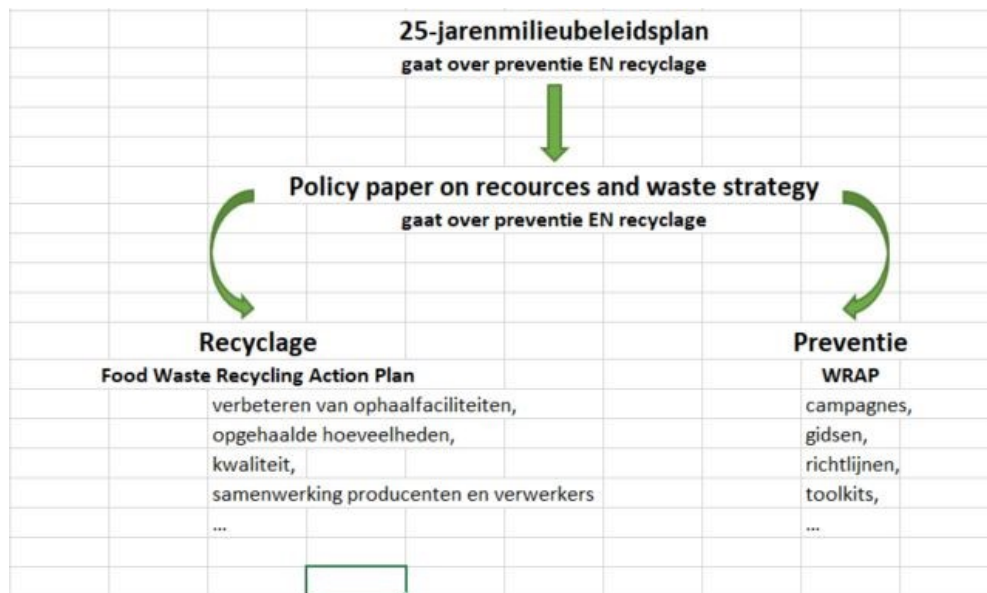 25-jarenmilieubeleidsplan
gaat over preventie EN recyclage
Policy paper on recources and waste strategy
gaat over preventie EN recyclage
Recyclage
Food Waste Recycling Action Plan
verbeteren van ophaalfaciliteiten,
opgehaalde hoeveelheden,
kwaliteit,
samenwerking producenten en verwerkers
...
Preventie
WRAP
campagnes,
gidsen,
richtlijnen,
toolkits,
...